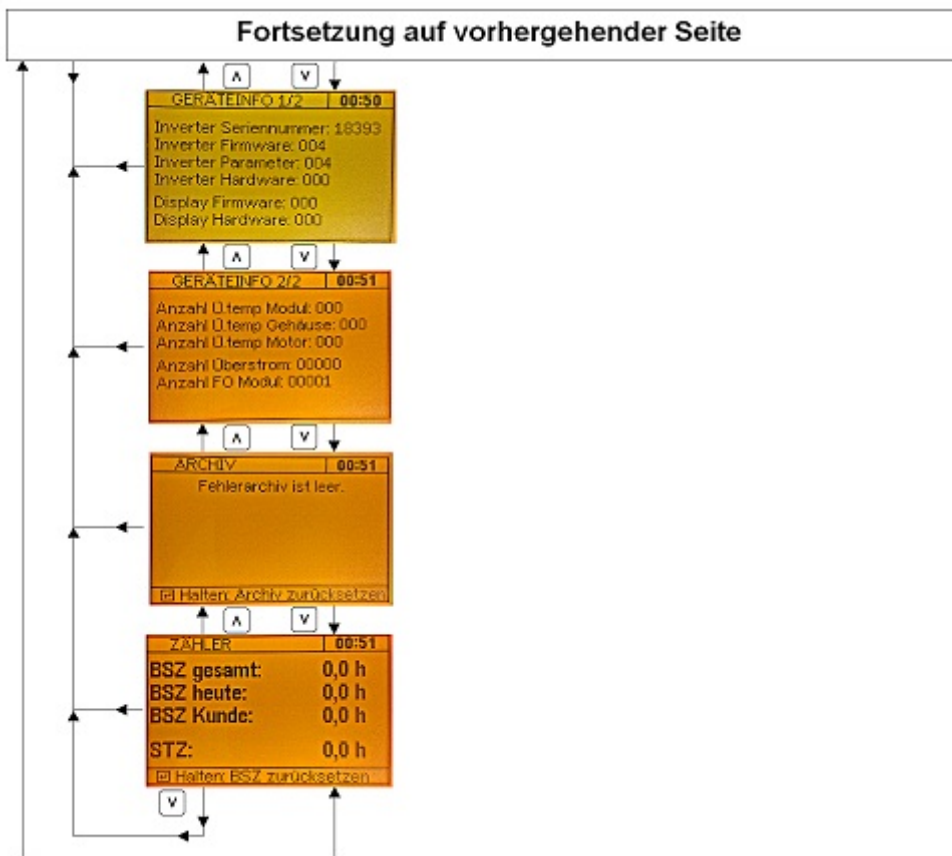 Fortsetzung auf vorhergehender Seite
∧ ∨
GERÄTEINFO 1/2 00:50
Inverter Seriennummer: 18393
Inverter Firmware: 004
Inverter Parameter: 004
Inverter Hardware: 000
Display Firmware: 000
Display Hardware: 000
∧ ∨
GERÄTEINFO 2/2 00:51
Anzahl Ü.temp Modul: 000
Anzahl Ü.temp Gehäuse: 000
Anzahl Ü.temp Motor: 000
Anzahl Überstrom: 00000
Anzahl FO Modul: 00001
∧ ∨
ARCHIV 00:51
Fehlerarchiv ist leer.
Halten: Archiv zurücksetzen
∧ ∨
ZÄHLER 00:51
BSZ gesamt: 0,0 h
BSZ heute: 0,0 h
BSZ Kunde: 0,0 h
STZ: 0,0 h
Halten: BSZ zurücksetzen
∨